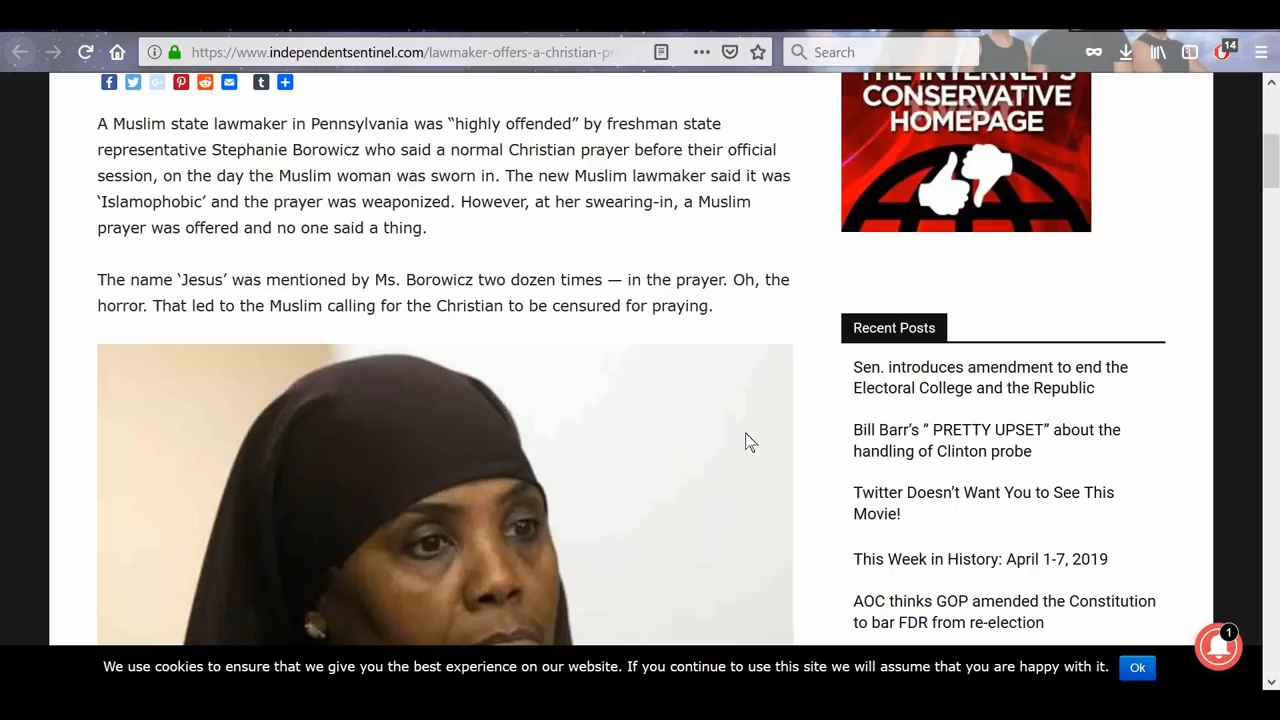 https://www.independentsentinel.com/lawmaker-offers-a-christian-pr
Search
14
A Muslim state lawmaker in Pennsylvania was “highly offended” by freshman state
representative Stephanie Borowicz who said a normal Christian prayer before their official
session, on the day the Muslim woman was sworn in. The new Muslim lawmaker said it was
‘Islamophobic’ and the prayer was weaponized. However, at her swearing-in, a Muslim
prayer was offered and no one said a thing.
The name ‘Jesus’ was mentioned by Ms. Borowicz two dozen times — in the prayer. Oh, the
horror. That led to the Muslim calling for the Christian to be censured for praying.
THE INTERNET'S
CONSERVATIVE
HOMEPAGE
Recent Posts
Sen. introduces amendment to end the
Electoral College and the Republic
Bill Barr’s ” PRETTY UPSET” about the
handling of Clinton probe
Twitter Doesn’t Want You to See This
Movie!
This Week in History: April 1-7, 2019
AOC thinks GOP amended the Constitution
to bar FDR from re-election
1
We use cookies to ensure that we give you the best experience on our website. If you continue to use this site we will assume that you are happy with it.
Ok